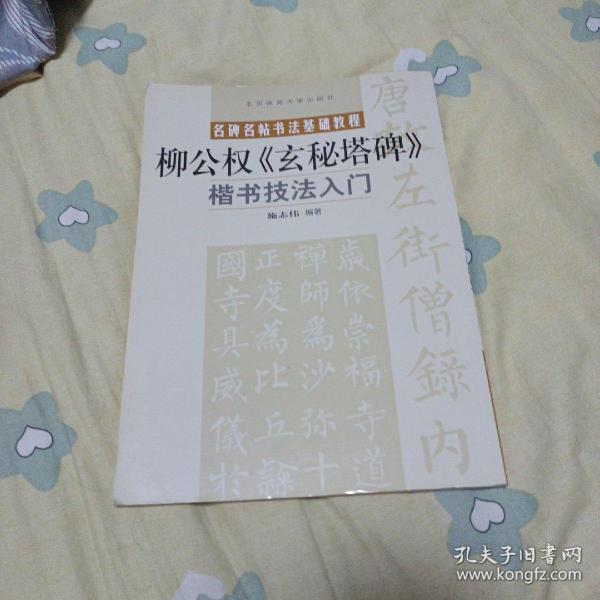 北京体育大学出版社
名碑名帖书法基础教程
柳公权《玄秘塔碑》
楷书技法入门
施志伟 编著
唐故左街僧錄內
歲依崇福寺道
禪師爲沙弥十
正度為比丘隸
國寺具威儀於
孔夫子旧书网
www.kongfz.com